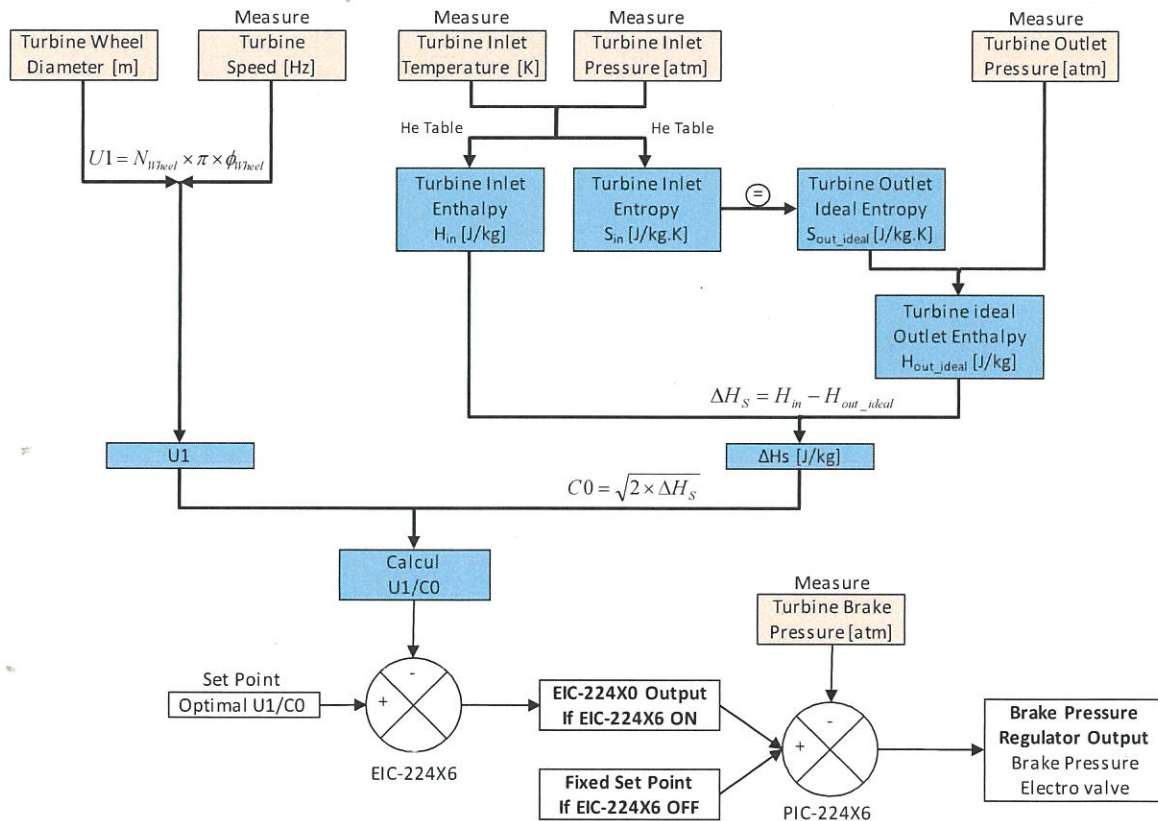 Measure
Measure
Measure
Measure
Turbine Wheel
Diameter [m]
Turbine
Speed [Hz]
Turbine Inlet
Temperature [K]
Turbine Inlet
Pressure [atm]
Turbine Outlet
Pressure [atm]
He Table
He Table
U1 = N_Wheel × π × ϕ_Wheel
Turbine Inlet
Enthalpy
H_in [J/kg]
Turbine Inlet
Entropy
S_in [J/kg.K]
=
Turbine Outlet
Ideal Entropy
S_out_ideal [J/kg.K]
Turbine ideal
Outlet Enthalpy
H_out_ideal [J/kg]
ΔH_S = H_in − H_out_ideal
U1
ΔHs [J/kg]
C0 = √(2 × ΔH_S)
Calcul
U1/C0
Measure
Turbine Brake
Pressure [atm]
Set Point
Optimal U1/C0
-
+
EIC-224X6
EIC-224X0 Output
If EIC-224X6 ON
Fixed Set Point
If EIC-224X6 OFF
-
+
PIC-224X6
Brake Pressure
Regulator Output
Brake Pressure
Electro valve